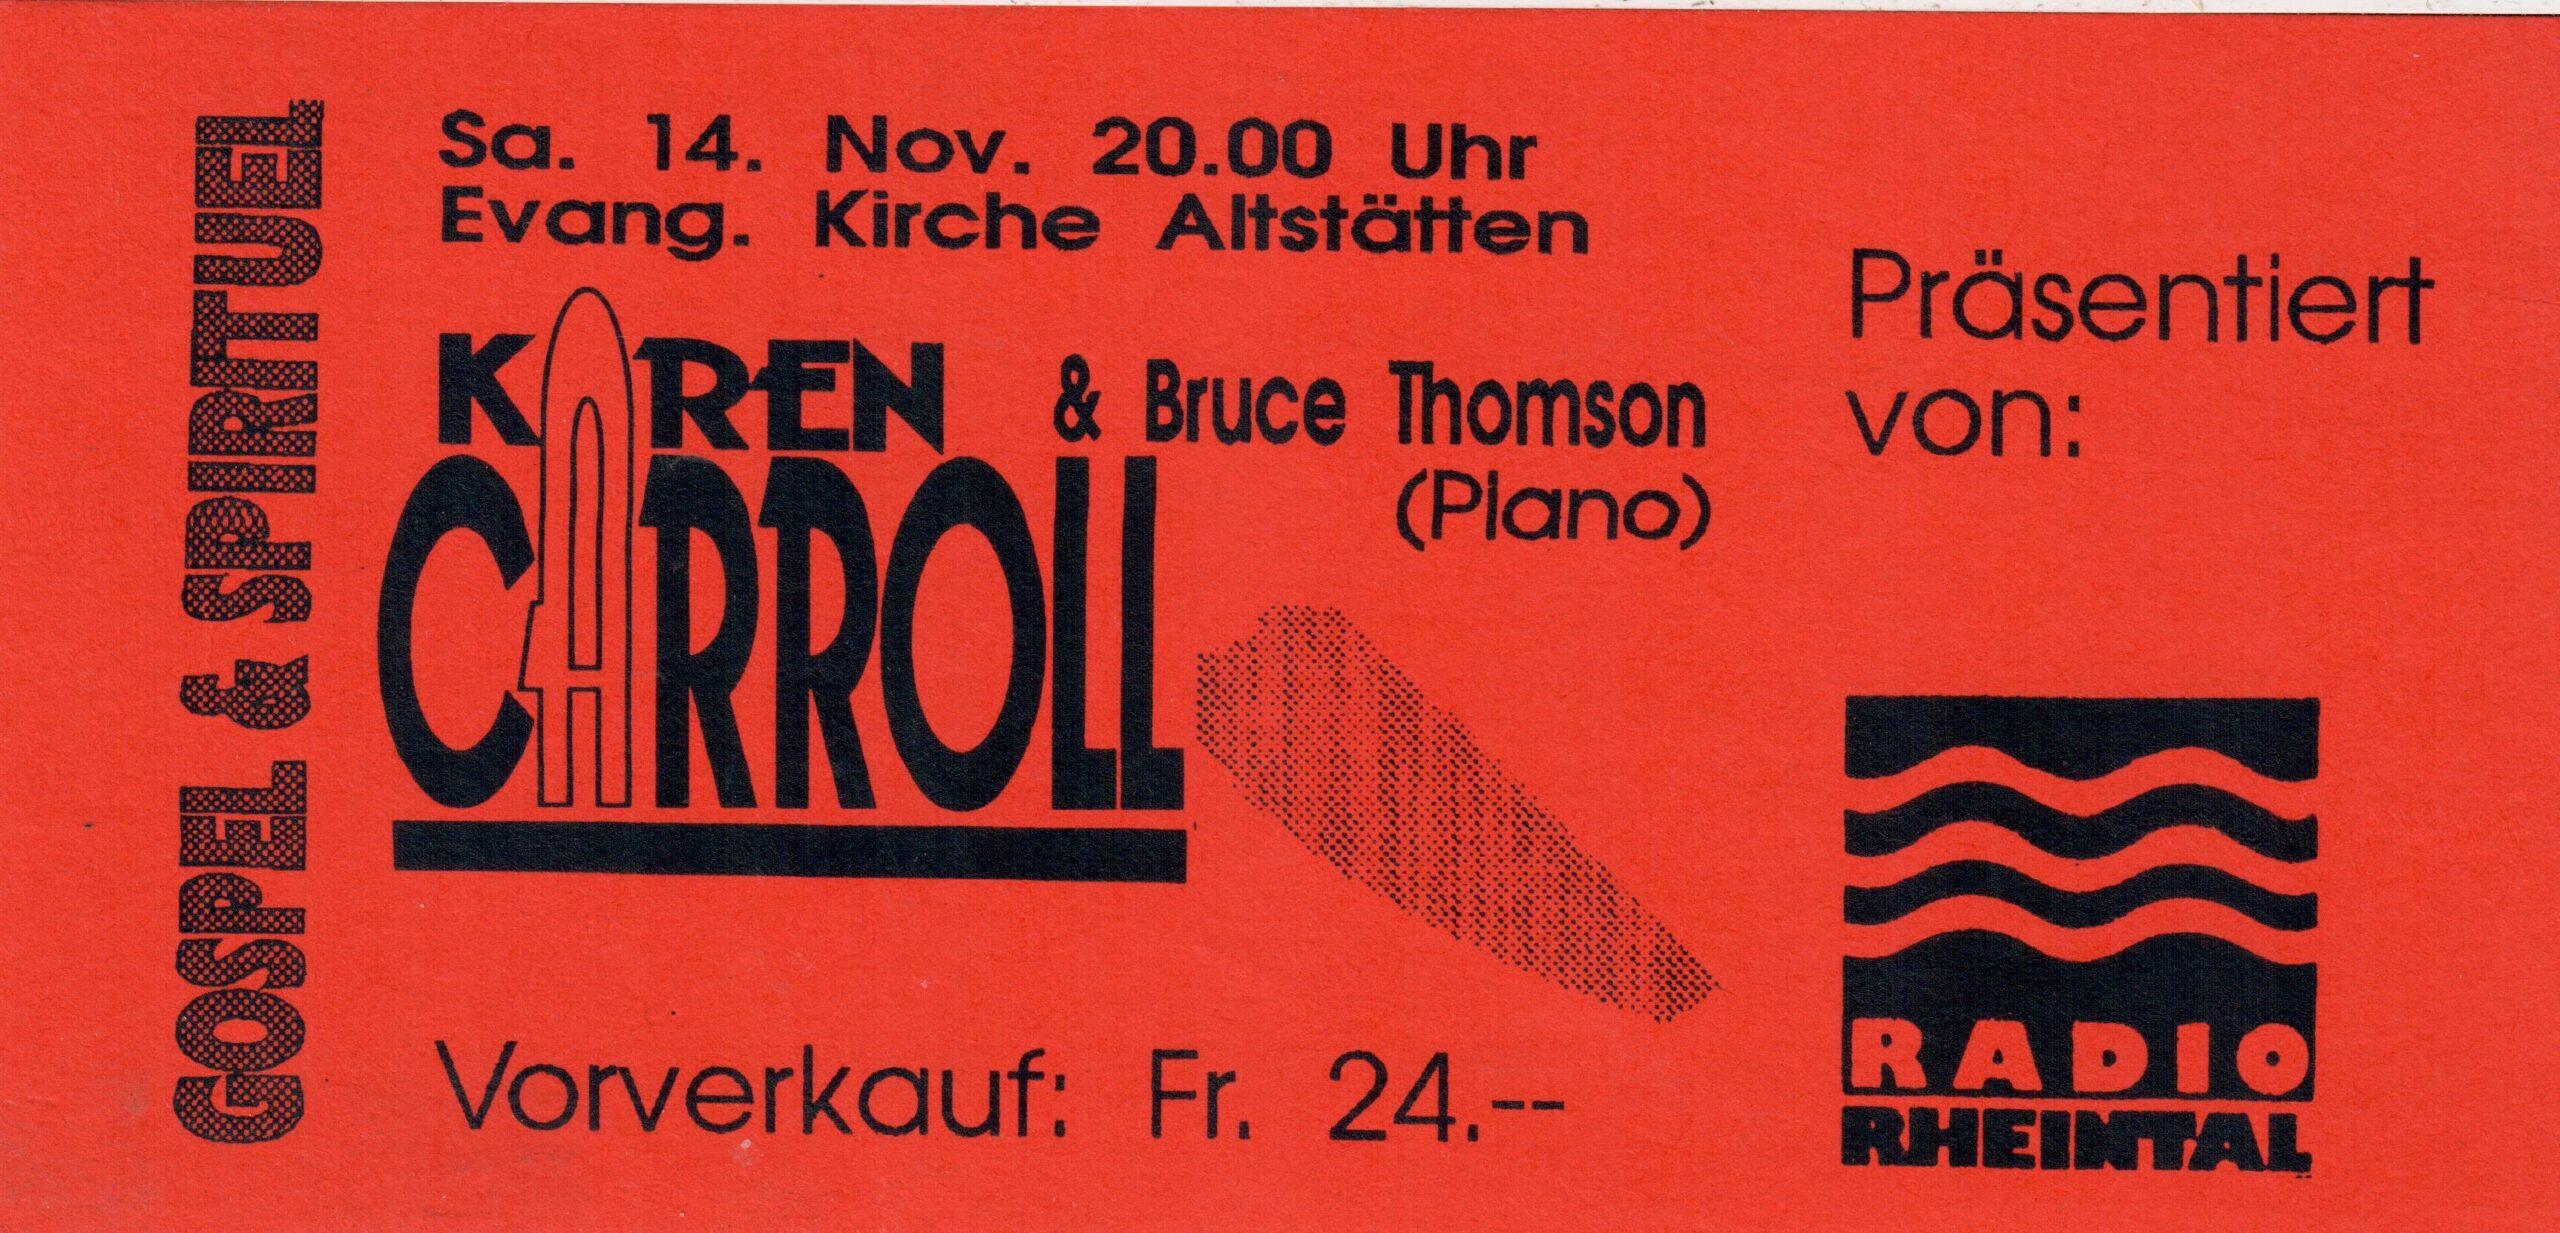 GOSPEL & SPIRTTUEL
Sa. 14. Nov. 20.00 Uhr
Evang. Kirche Altstätten
KAREN & Bruce Thomson
CARROLL
(Piano)
Vorverkauf: Fr. 24.--
Präsentiert
von:
RADIO
RHEINTAL